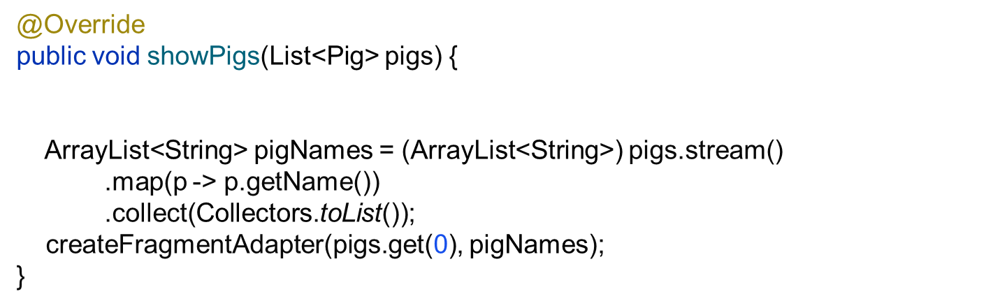 @Override
public void showPigs(List<Pig> pigs) {
ArrayList<String> pigNames = (ArrayList<String>) pigs.stream()
.map(p -> p.getName())
.collect(Collectors.toList());
createFragmentAdapter(pigs.get(0), pigNames);
}